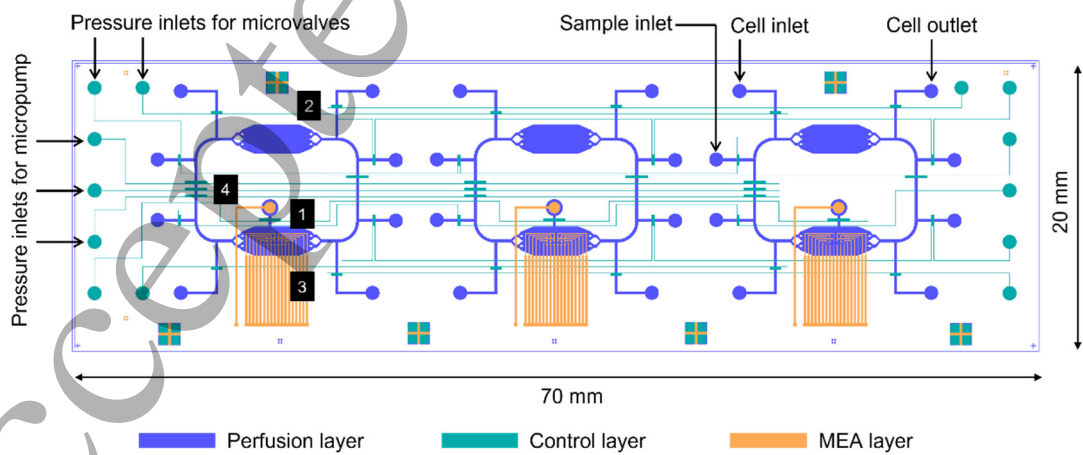 Pressure inlets for microvalves
Sample inlet
Cell inlet
Cell outlet
Pressure inlets for micropump
2
4
1
3
20 mm
70 mm
Perfusion layer
Control layer
MEA layer